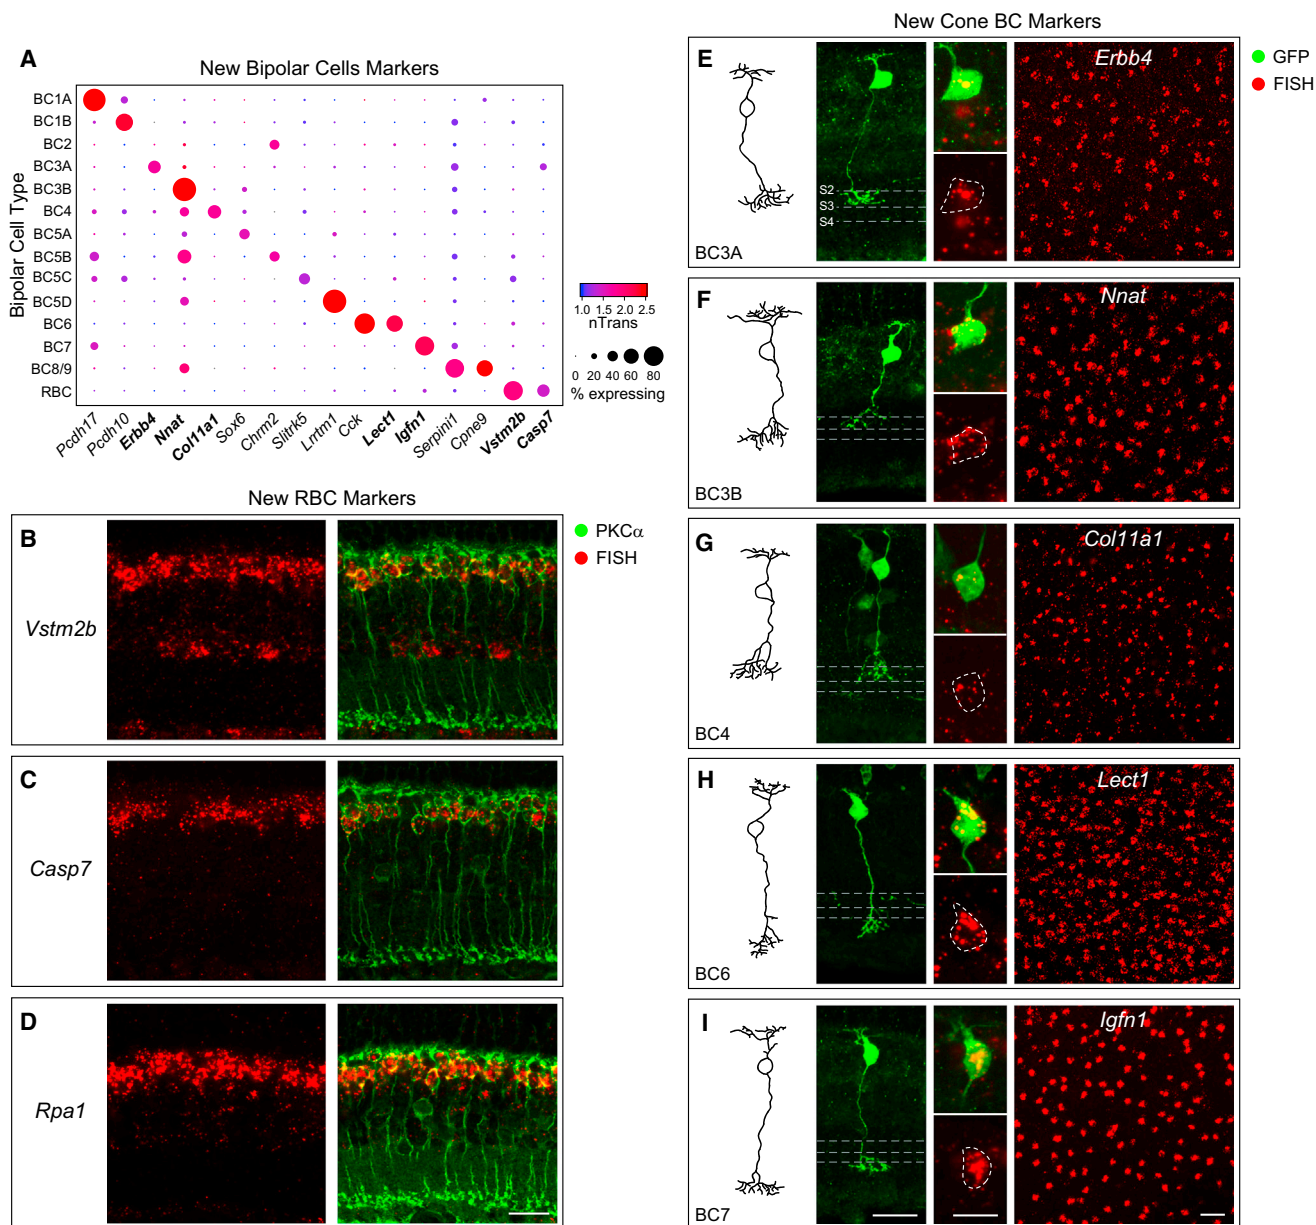 A
New Bipolar Cells Markers
Bipolar Cell Type
BC1A
BC1B
BC2
BC3A
BC3B
BC4
BC5A
BC5B
BC5C
BC5D
BC6
BC7
BC8/9
RBC
Pcdh17
Pcdh10
Erbb4
Nnat
Col11a1
Sox6
Chrm2
Slitrk5
Lrrtm1
Cck
Lect1
Igfn1
Serpini1
Cpne9
Vstm2b
Casp7
1.0 1.5 2.0 2.5
nTrans
0 20 40 60 80
% expressing
New RBC Markers
B
Vstm2b
PKCα
FISH
C
Casp7
D
Rpa1
New Cone BC Markers
E
Erbb4
GFP
FISH
S2
S3
S4
BC3A
F
Nnat
BC3B
G
Col11a1
BC4
H
Lect1
BC6
I
Igfn1
BC7